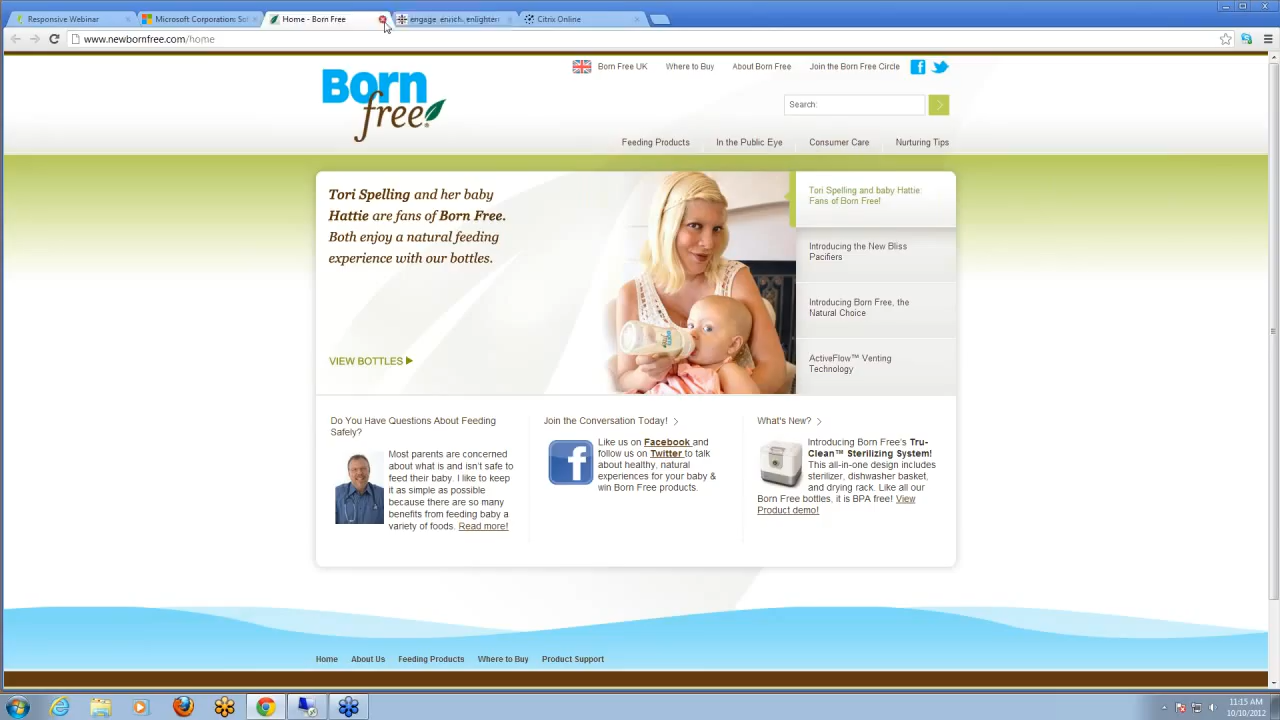 Responsive Webinar
Microsoft Corporation: Sof
Home - Born Free
engage, enrich, enlighten
Citrix Online
www.newbornfree.com/home
Born free
Born Free UK
Where to Buy
About Born Free
Join the Born Free Circle
Search:
Feeding Products
In the Public Eye
Consumer Care
Nurturing Tips
Tori Spelling and her baby
Hattie are fans of Born Free.
Both enjoy a natural feeding
experience with our bottles.
VIEW BOTTLES
Tori Spelling and baby Hattie:
Fans of Born Free!
Introducing the New Bliss
Pacifiers
Introducing Born Free, the
Natural Choice
ActiveFlow™ Venting
Technology
Do You Have Questions About Feeding
Safely?
Most parents are concerned
about what is and isn't safe to
feed their baby. I like to keep
it as simple as possible
because there are so many
benefits from feeding baby a
variety of foods. Read more!
Join the Conversation Today!
Like us on Facebook and
follow us on Twitter to talk
about healthy, natural
experiences for your baby &
win Born Free products.
What's New?
Introducing Born Free's Tru-
Clean™ Sterilizing System!
This all-in-one design includes
sterilizer, dishwasher basket,
and drying rack. Like all our
Born Free bottles, it is BPA free! View
Product demo!
Home
About Us
Feeding Products
Where to Buy
Product Support
11:15 AM
10/10/2012